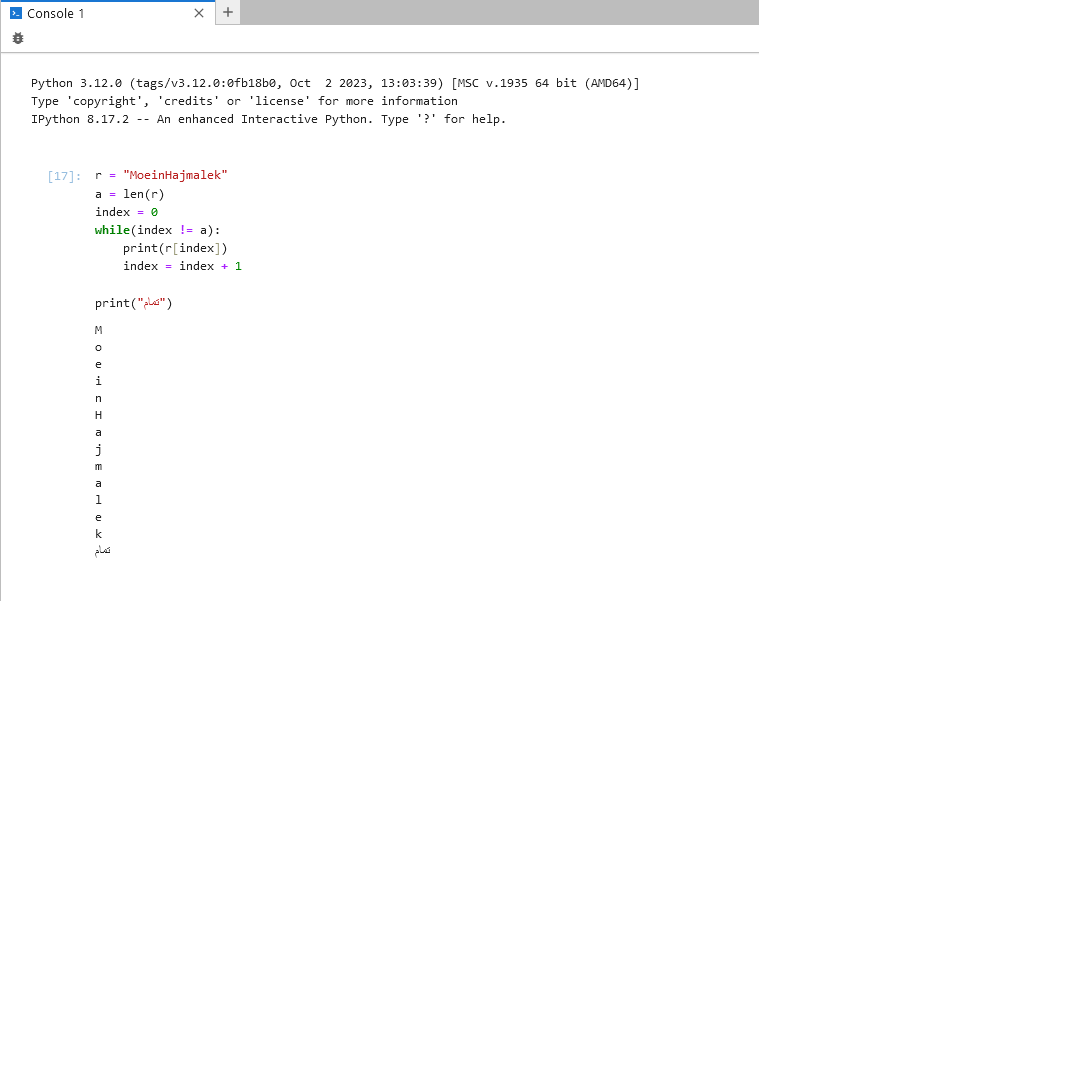 Console 1
Python 3.12.0 (tags/v3.12.0:0fb18b0, Oct  2 2023, 13:03:39) [MSC v.1935 64 bit (AMD64)]
Type 'copyright', 'credits' or 'license' for more information
IPython 8.17.2 -- An enhanced Interactive Python. Type '?' for help.
[17]: r = "MoeinHajmalek"
a = len(r)
index = 0
while(index != a):
    print(r[index])
    index = index + 1
print("تمام")
M
o
e
i
n
H
a
j
m
a
l
e
k
تمام